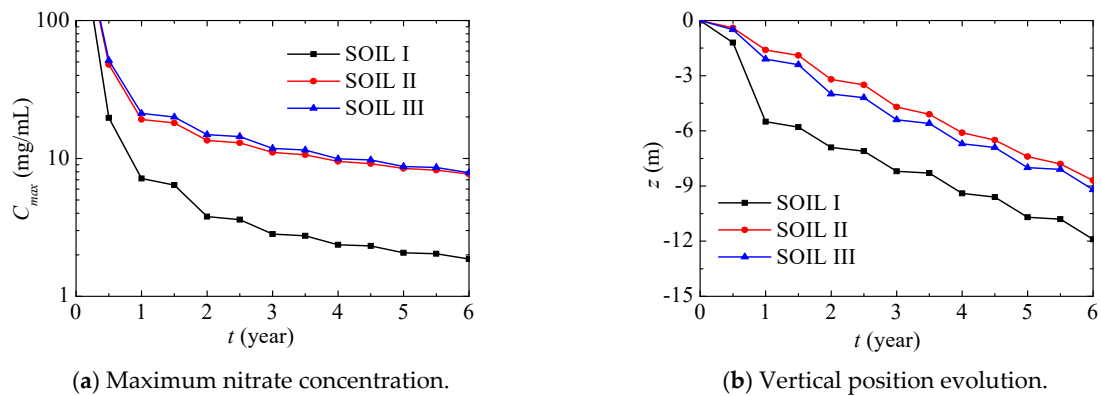 100
10
1
C_max (mg/mL)
SOIL I
SOIL II
SOIL III
0 1 2 3 4 5 6
t (year)
(a) Maximum nitrate concentration.
0
-3
-6
-9
-12
-15
z (m)
SOIL I
SOIL II
SOIL III
0 1 2 3 4 5 6
t (year)
(b) Vertical position evolution.